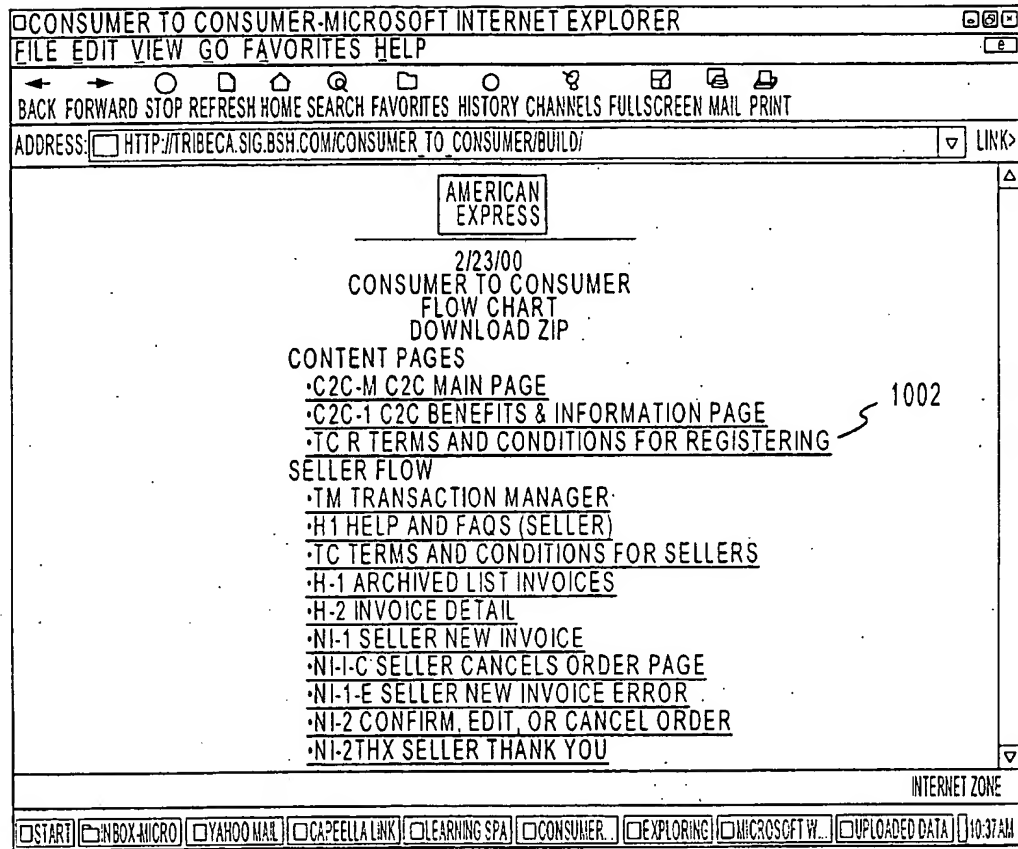 CONSUMER TO CONSUMER-MICROSOFT INTERNET EXPLORER
FILE EDIT VIEW GO FAVORITES HELP
e
BACK FORWARD STOP REFRESH HOME SEARCH FAVORITES HISTORY CHANNELS FULLSCREEN MAIL PRINT
ADDRESS: HTTP://TRIBECA.SIG.BSH.COM/CONSUMER_TO_CONSUMER/BUILD/ LINK>
AMERICAN
EXPRESS
2/23/00
CONSUMER TO CONSUMER
FLOW CHART
DOWNLOAD ZIP
CONTENT PAGES
•C2C-M C2C MAIN PAGE
•C2C-1 C2C BENEFITS & INFORMATION PAGE
1002
•TC R TERMS AND CONDITIONS FOR REGISTERING
SELLER FLOW
•TM TRANSACTION MANAGER
•H1 HELP AND FAQS (SELLER)
•TC TERMS AND CONDITIONS FOR SELLERS
•H-1 ARCHIVED LIST INVOICES
•H-2 INVOICE DETAIL
•NI-1 SELLER NEW INVOICE
•NI-I-C SELLER CANCELS ORDER PAGE
•NI-1-E SELLER NEW INVOICE ERROR
•NI-2 CONFIRM, EDIT, OR CANCEL ORDER
•NI-2THX SELLER THANK YOU
INTERNET ZONE
START INBOX-MICRO YAHOO MAIL CAPEELLA LINK LEARNING SPA CONSUMER... EXPLORING MICROSOFT W... UPLOADED DATA 10:37 AM